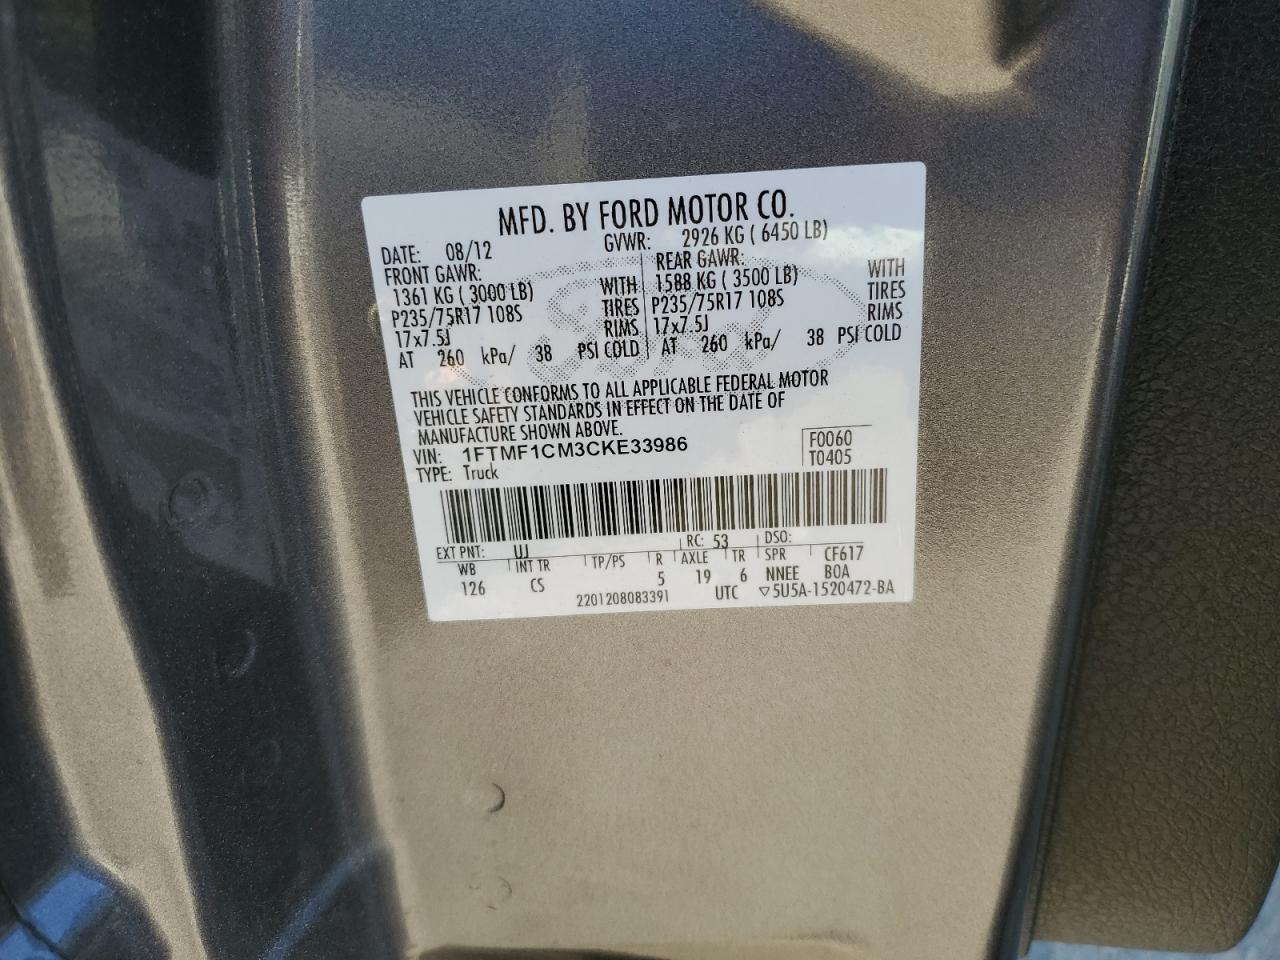 MFD. BY FORD MOTOR CO.
DATE: 08/12 GVWR: 2926 KG ( 6450 LB)
FRONT GAWR: REAR GAWR:
1361 KG ( 3000 LB) WITH 1588 KG ( 3500 LB) WITH
P235/75R17 108S TIRES P235/75R17 108S TIRES
17x7.5J RIMS 17x7.5J RIMS
AT 260 kPa/ 38 PSI COLD AT 260 kPa/ 38 PSI COLD
THIS VEHICLE CONFORMS TO ALL APPLICABLE FEDERAL MOTOR
VEHICLE SAFETY STANDARDS IN EFFECT ON THE DATE OF
MANUFACTURE SHOWN ABOVE.
VIN: 1FTMF1CM3CKE33986 F0060
TYPE: Truck T0405
EXT PNT: UJ RC: 53 DSO:
WB INT TR TP/PS R AXLE TR SPR CF617
126 CS 5 19 6 NNEE BOA
2201208083391 UTC ▽5U5A-1520472-BA